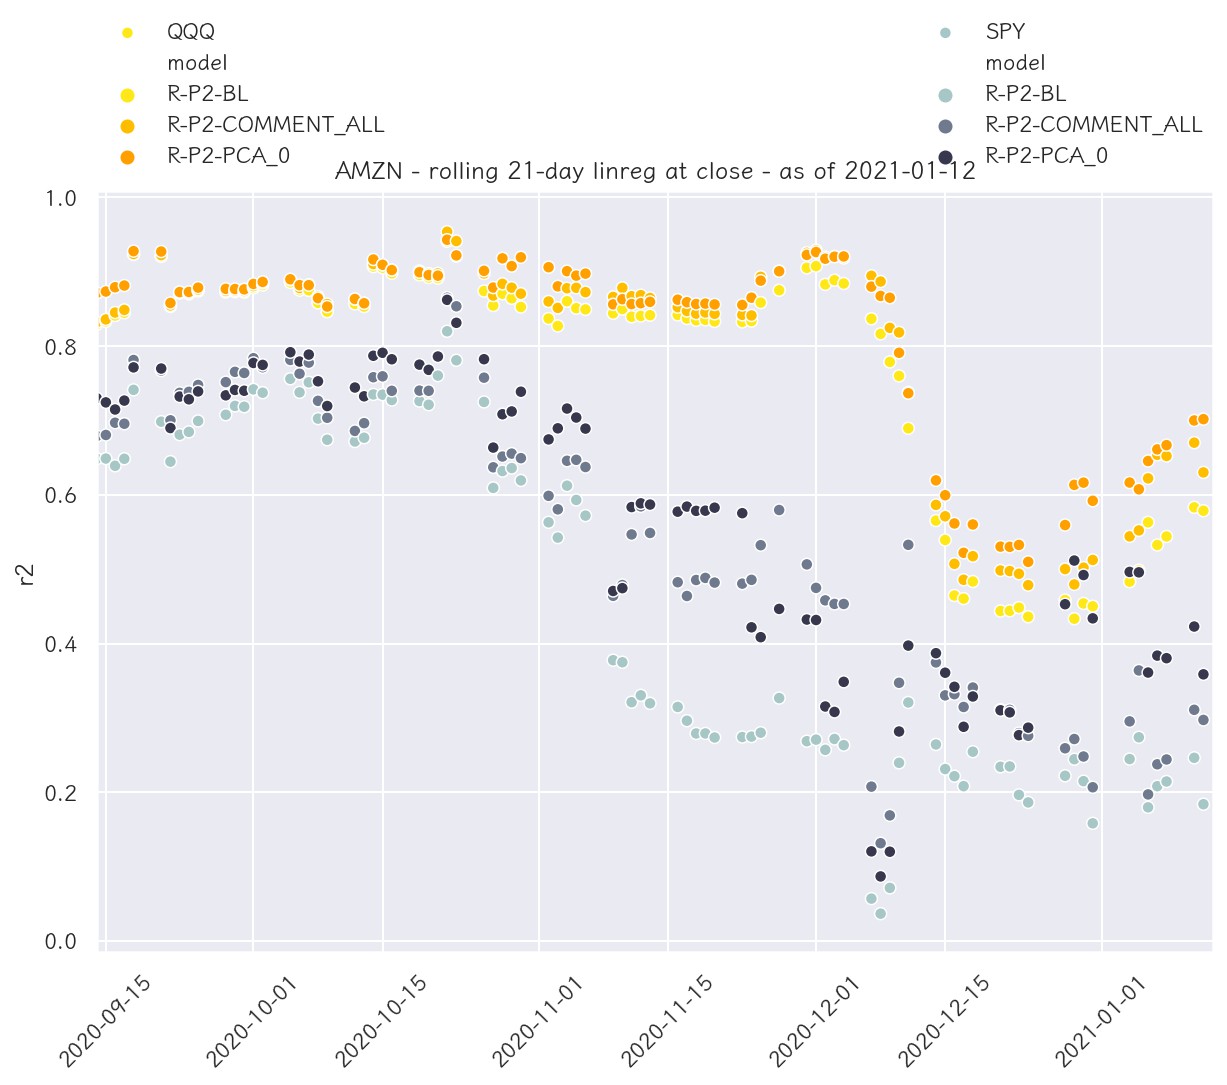 QQQ
model
R-P2-BL
R-P2-COMMENT_ALL
R-P2-PCA_0
SPY
model
R-P2-BL
R-P2-COMMENT_ALL
R-P2-PCA_0
AMZN - rolling 21-day linreg at close - as of 2021-01-12
1.0
0.8
0.6
0.4
0.2
0.0
r2
2020-09-15
2020-10-01
2020-10-15
2020-11-01
2020-11-15
2020-12-01
2020-12-15
2021-01-01